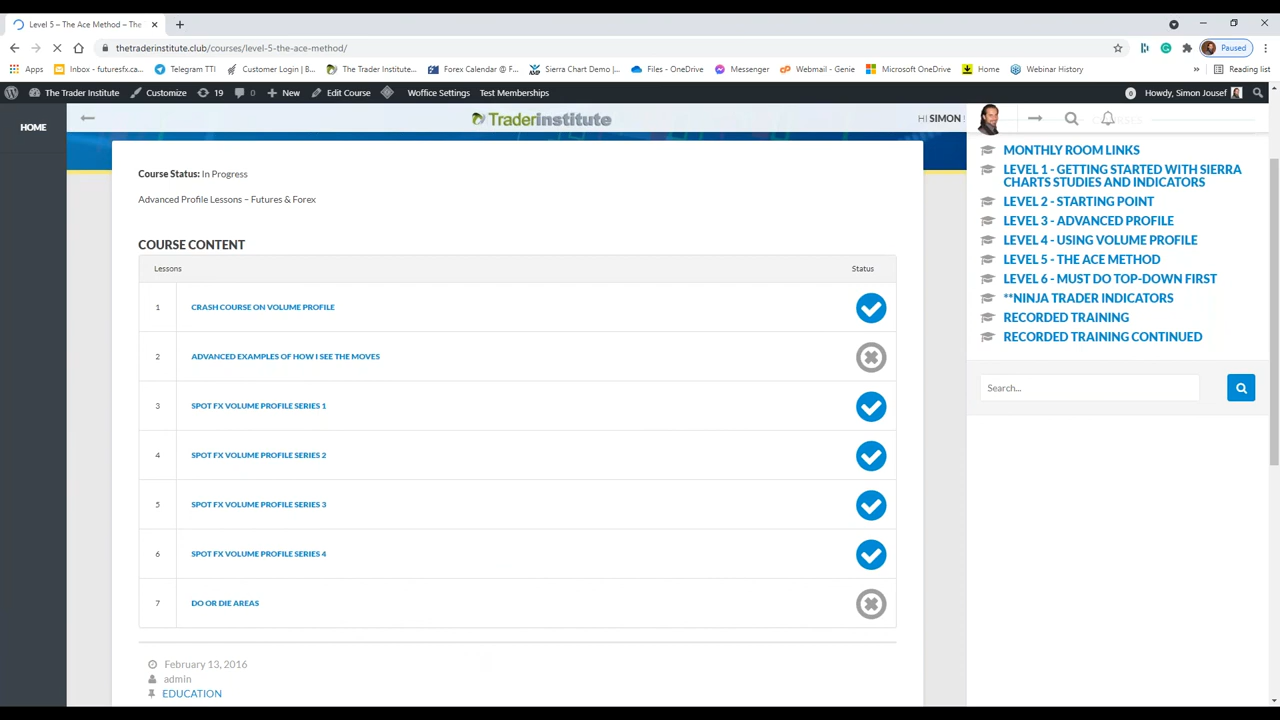 Level 5 – The Ace Method – The
thetraderinstitute.club/courses/level-5-the-ace-method/
Paused
Apps
Inbox - futuresfx.ca...
Telegram TTI
Customer Login | B...
The Trader Institute...
Forex Calendar @ F...
Sierra Chart Demo |...
Files - OneDrive
Messenger
Webmail - Genie
Microsoft OneDrive
Home
Webinar History
»
Reading list
The Trader Institute
Customize
19
New
Edit Course
Woffice Settings
Test Memberships
0
Howdy, Simon Jousef
HOME
TraderInstitute
HI SIMON !
COURSES
Course Status: In Progress
Advanced Profile Lessons – Futures & Forex
COURSE CONTENT
Lessons
Status
1
CRASH COURSE ON VOLUME PROFILE
2
ADVANCED EXAMPLES OF HOW I SEE THE MOVES
3
SPOT FX VOLUME PROFILE SERIES 1
4
SPOT FX VOLUME PROFILE SERIES 2
5
SPOT FX VOLUME PROFILE SERIES 3
6
SPOT FX VOLUME PROFILE SERIES 4
7
DO OR DIE AREAS
February 13, 2016
admin
EDUCATION
MONTHLY ROOM LINKS
LEVEL 1 - GETTING STARTED WITH SIERRA
CHARTS STUDIES AND INDICATORS
LEVEL 2 - STARTING POINT
LEVEL 3 - ADVANCED PROFILE
LEVEL 4 - USING VOLUME PROFILE
LEVEL 5 - THE ACE METHOD
LEVEL 6 - MUST DO TOP-DOWN FIRST
**NINJA TRADER INDICATORS
RECORDED TRAINING
RECORDED TRAINING CONTINUED
Search...